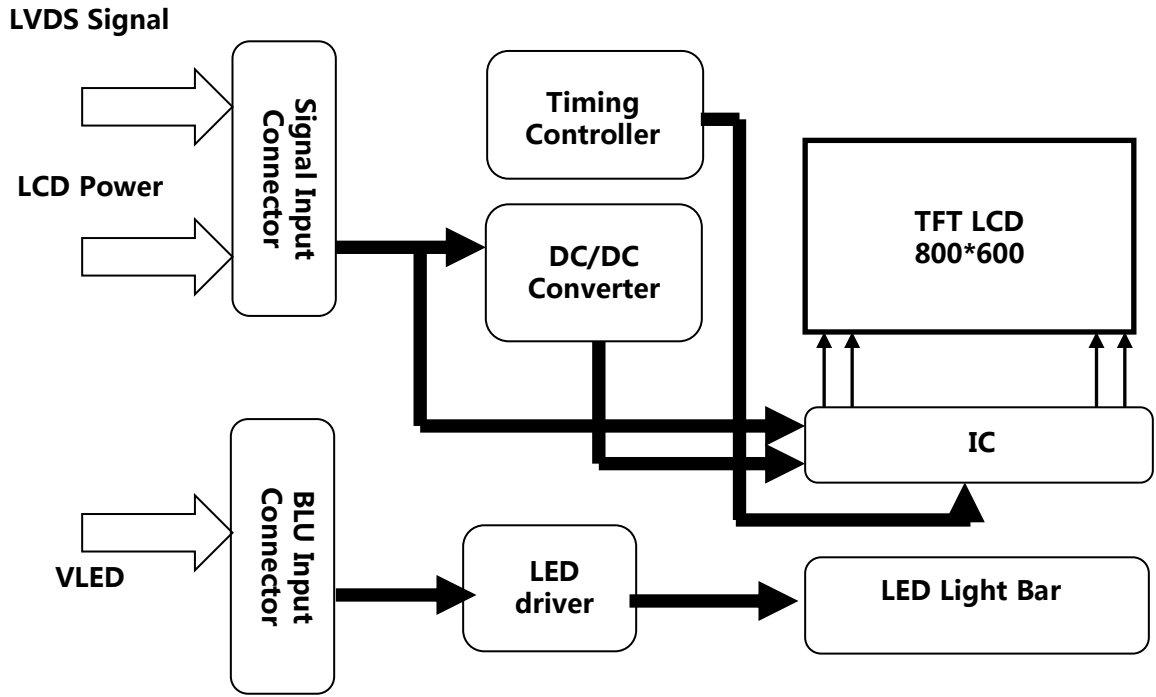 LVDS Signal
LCD Power
Signal Input
Connector
Timing
Controller
DC/DC
Converter
TFT LCD
800*600
IC
VLED
BLU Input
Connector
LED
driver
LED Light Bar